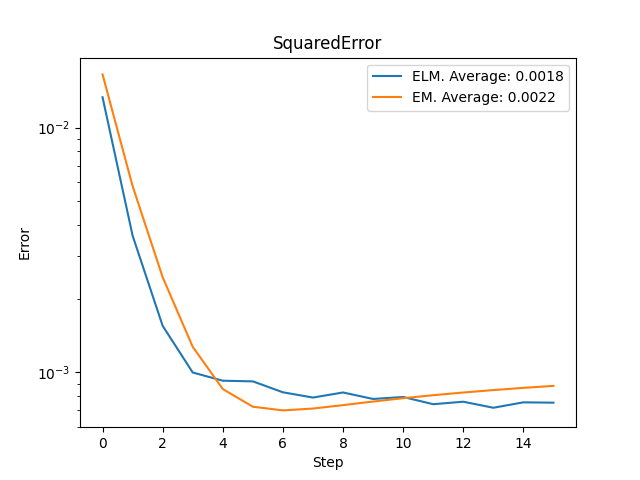 SquaredError
ELM. Average: 0.0018
EM. Average: 0.0022
10⁻²
10⁻³
Error
0 2 4 6 8 10 12 14
Step